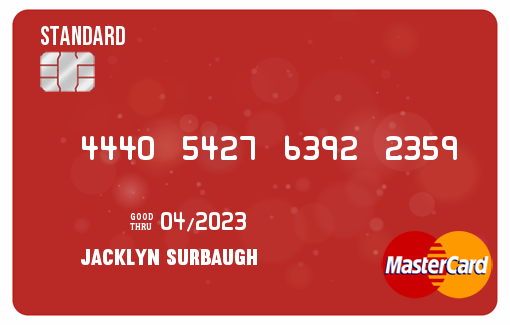 STANDARD
4440 5427 6392 2359
GOOD THRU 04/2023
JACKLYN SURBAUGH
MasterCard